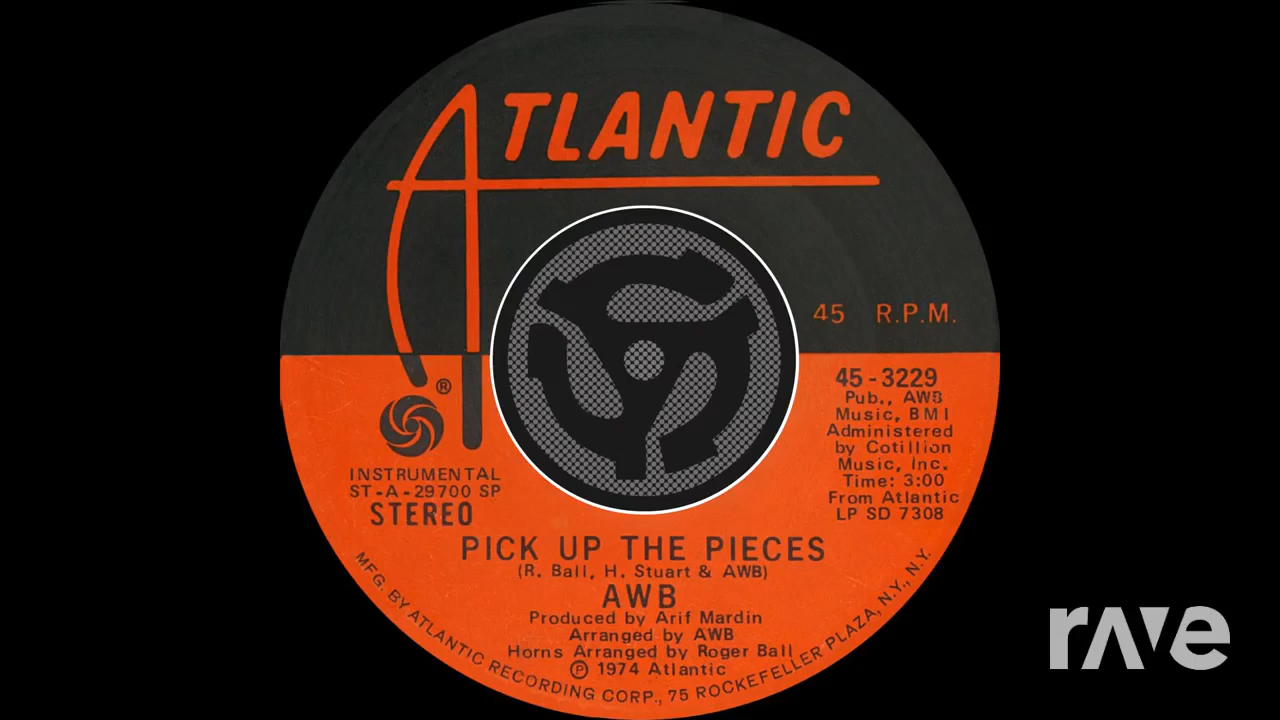 ATLANTIC
45 R.P.M.
®
45-3229
Pub., AWB
Music, BMI
Administered
by Cotillion
Music, Inc.
Time: 3:00
From Atlantic
LP SD 7308
INSTRUMENTAL
ST-A-29700 SP
STEREO
PICK UP THE PIECES
(R. Ball, H. Stuart & AWB)
AWB
Produced by Arif Mardin
Arranged by AWB
Horns Arranged by Roger Ball
Ⓟ 1974 Atlantic
MFG. BY ATLANTIC RECORDING CORP., 75 ROCKEFELLER PLAZA, N.Y., N.Y.
rave